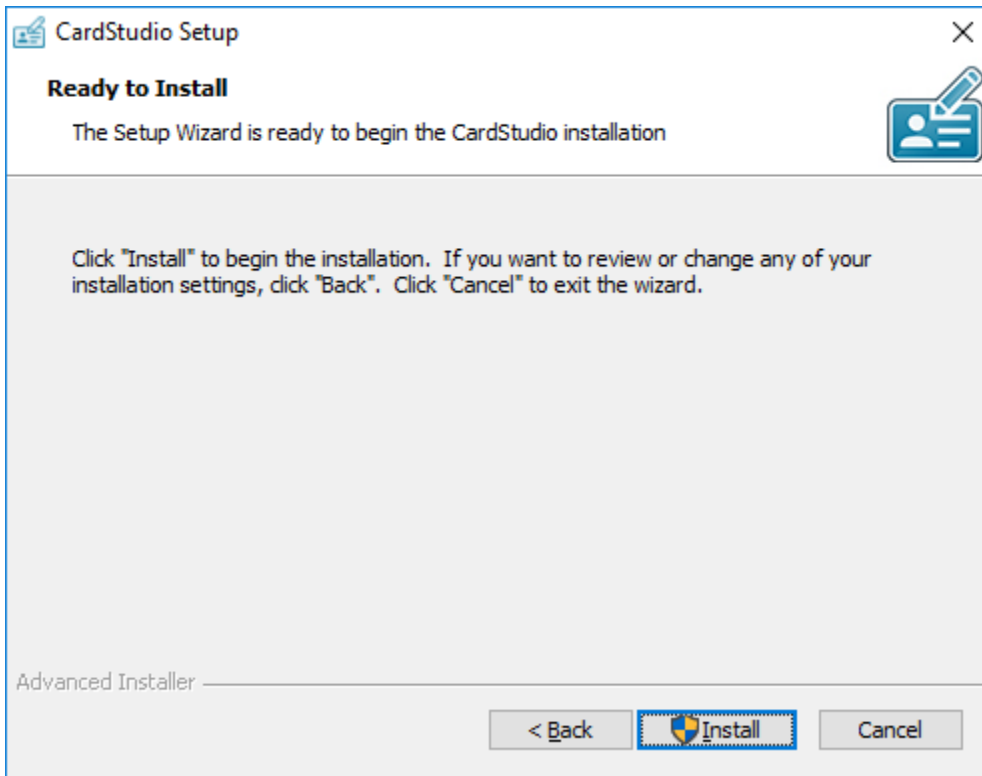 CardStudio Setup
Ready to Install
The Setup Wizard is ready to begin the CardStudio installation
Click "Install" to begin the installation.  If you want to review or change any of your
installation settings, click "Back".  Click "Cancel" to exit the wizard.
Advanced Installer
< Back
Install
Cancel